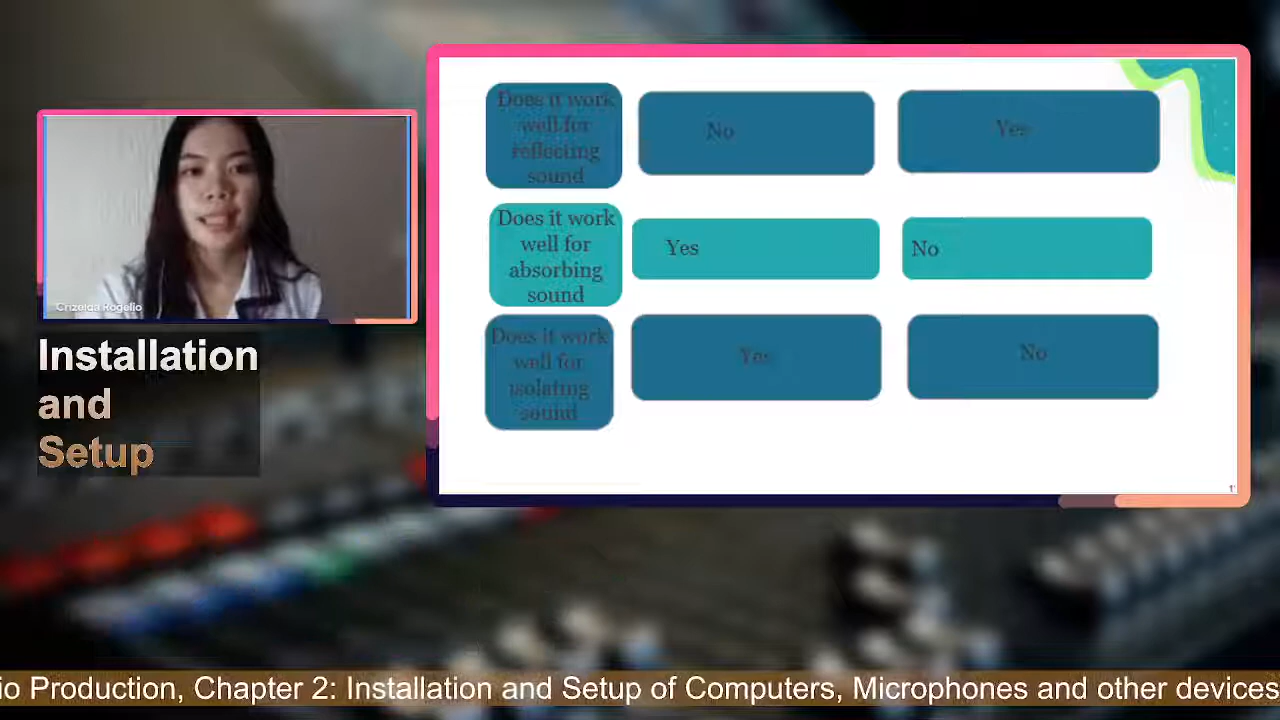 Does it work
well for
reflecting
sound
No
Yes
Does it work
well for
absorbing
sound
Yes
No
Does it work
well for
isolating
sound
Yes
No
Crizelda Rogelio
Installation
and
Setup
io Production, Chapter 2: Installation and Setup of Computers, Microphones and other devices